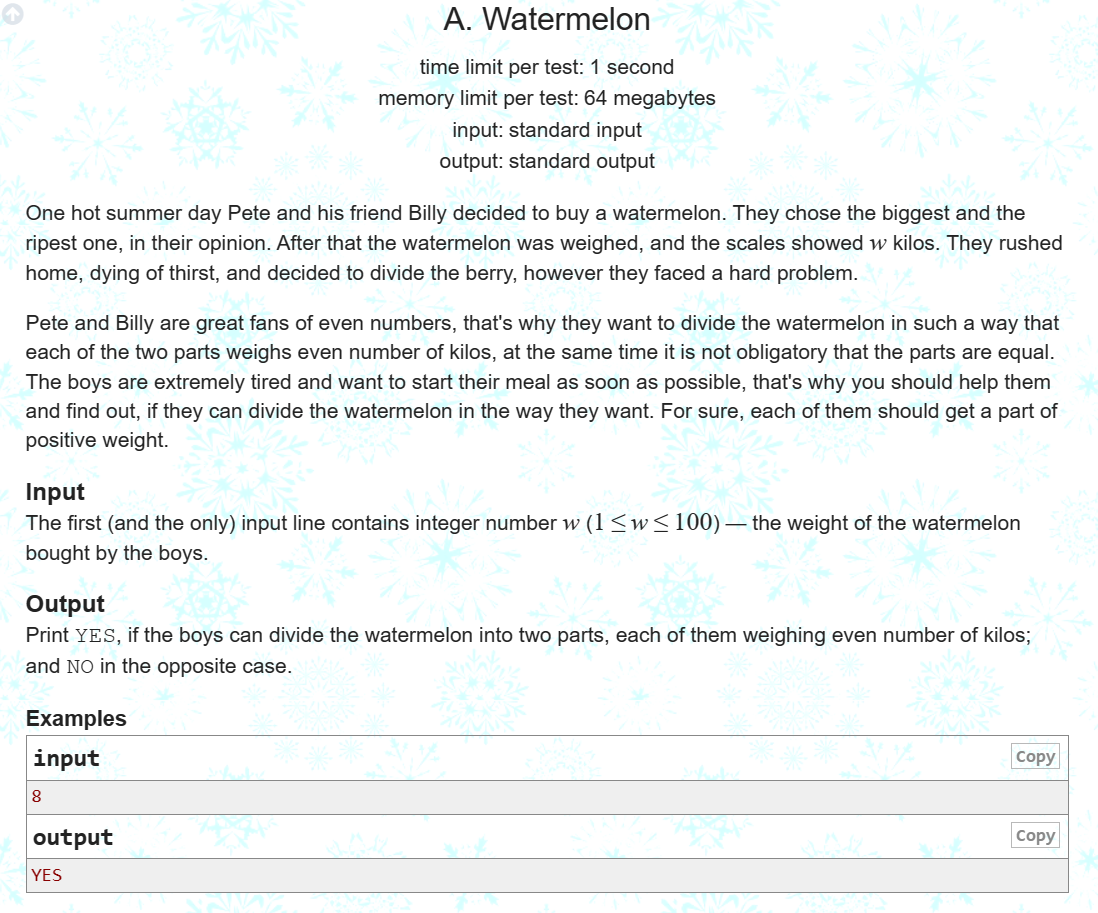 A. Watermelon
time limit per test: 1 second
memory limit per test: 64 megabytes
input: standard input
output: standard output
One hot summer day Pete and his friend Billy decided to buy a watermelon. They chose the biggest and the
ripest one, in their opinion. After that the watermelon was weighed, and the scales showed w kilos. They rushed
home, dying of thirst, and decided to divide the berry, however they faced a hard problem.
Pete and Billy are great fans of even numbers, that's why they want to divide the watermelon in such a way that
each of the two parts weighs even number of kilos, at the same time it is not obligatory that the parts are equal.
The boys are extremely tired and want to start their meal as soon as possible, that's why you should help them
and find out, if they can divide the watermelon in the way they want. For sure, each of them should get a part of
positive weight.
Input
The first (and the only) input line contains integer number w (1 ≤ w ≤ 100) — the weight of the watermelon
bought by the boys.
Output
Print YES, if the boys can divide the watermelon into two parts, each of them weighing even number of kilos;
and NO in the opposite case.
Examples
input Copy
8
output Copy
YES